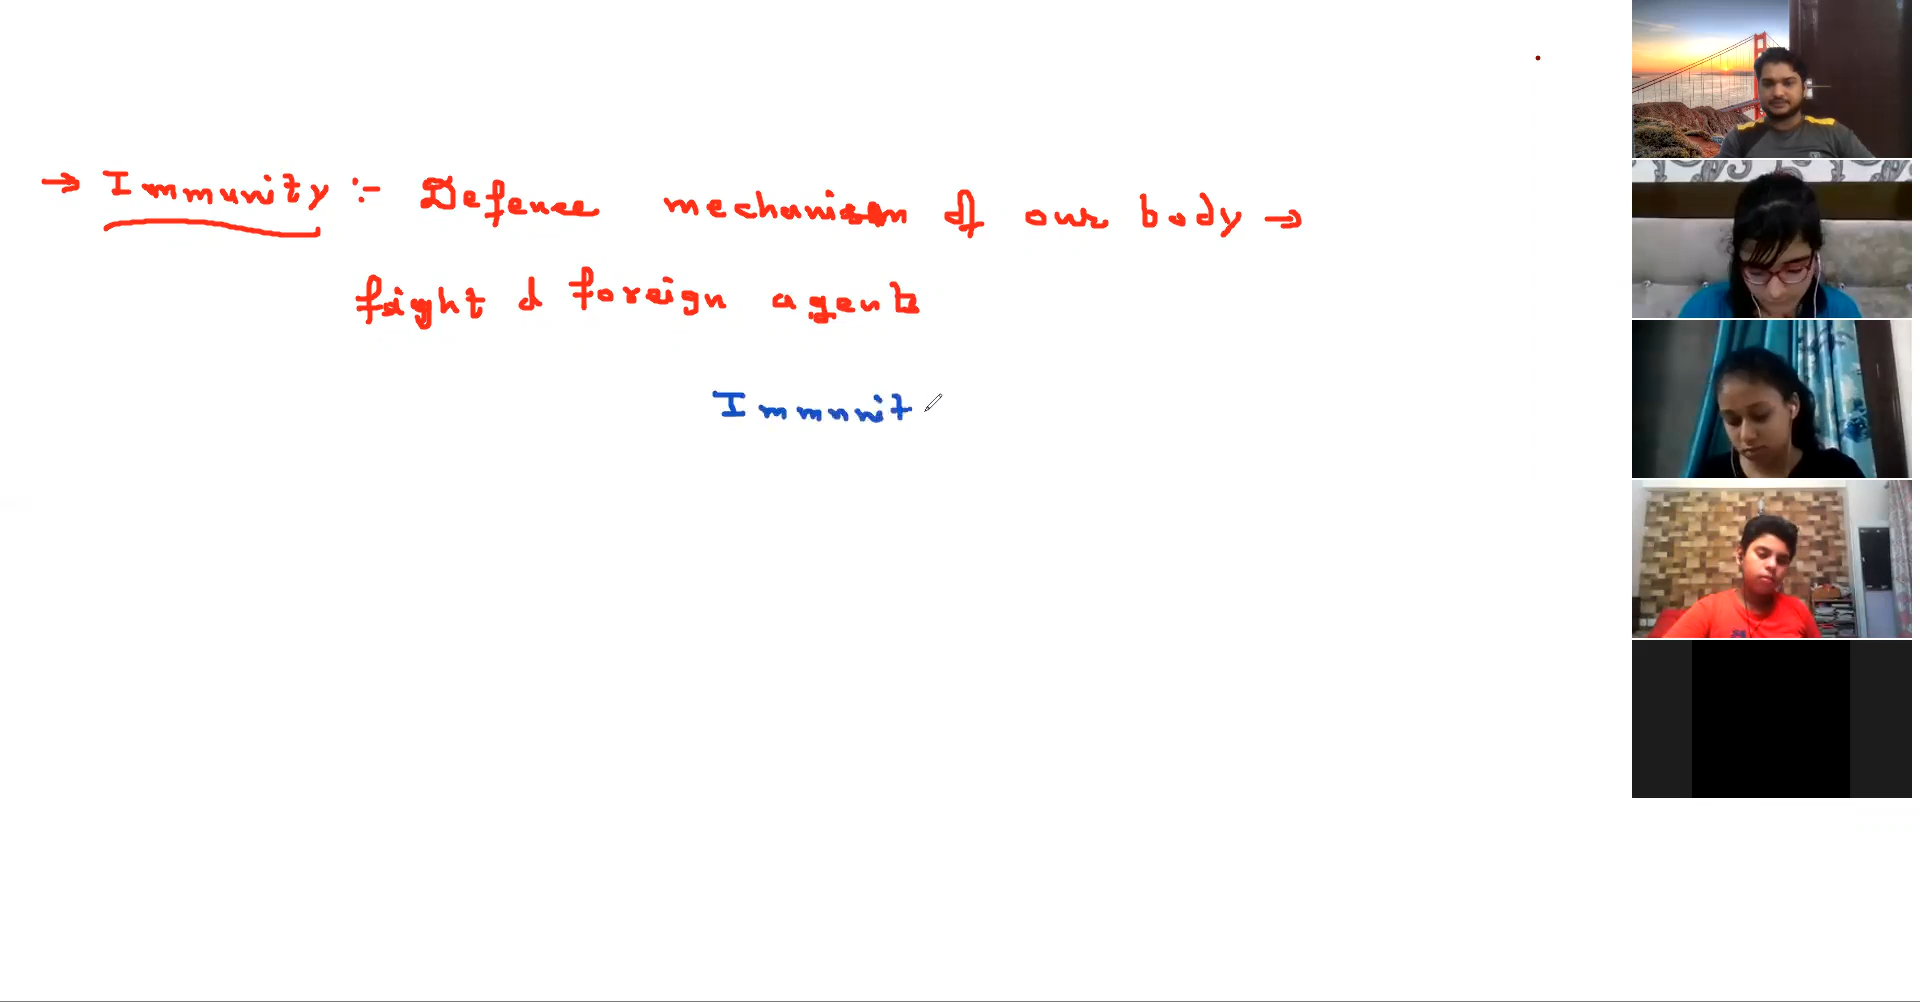 → Immunity :- Defence mechanism of our body →
fight d foreign agents
Immunit